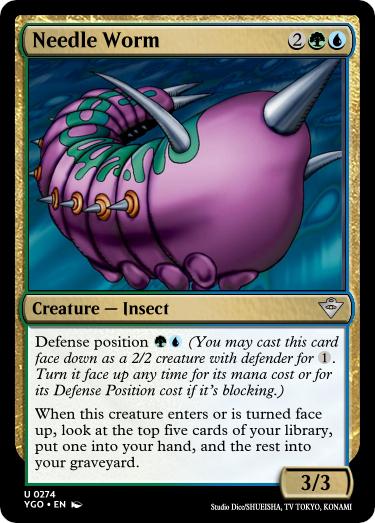 Needle Worm 2
Creature — Insect
Defense position (You may cast this card
face down as a 2/2 creature with defender for 1.
Turn it face up any time for its mana cost or for
its Defense Position cost if it's blocking.)
When this creature enters or is turned face
up, look at the top five cards of your library,
put one into your hand, and the rest into
your graveyard.
3/3
U 0274
YGO • EN
Studio Dice/SHUEISHA, TV TOKYO, KONAMI